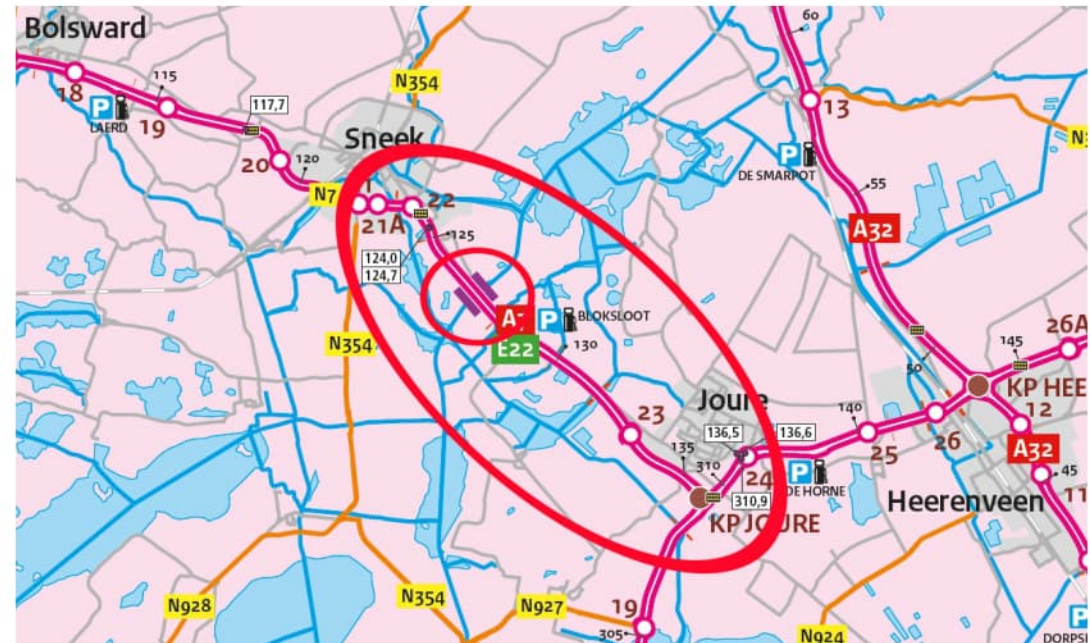 Bolsward
60
N354
115
117,7
18
P
LAERD
19
13
Sneek
N
P
DE SMARPOT
20
120
55
N7
1
22
21A
125
A32
124,0
124,7
A7
P
BLOKSLOOT
E22
N354
130
145
26A
50
KP HEE
Joure
12
23
136,5
136,6
140
26
A32
135
310
24
25
45
P
DE HORNE
11
310,9
Heerenveen
KP JOURE
N928
N354
N927
19
305
N924
P
DORPS